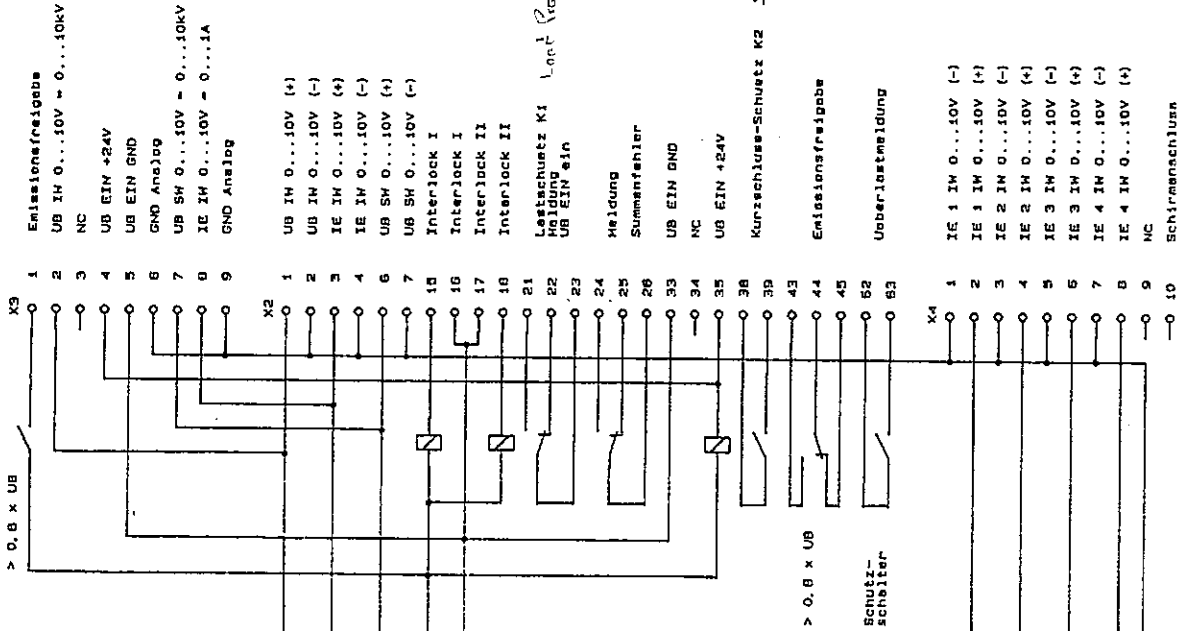 X3
1 Emissionsfreigabe
2 UB IW 0...10V = 0...10kV
3 NC
4 UB EIN +24V
5 UB EIN GND
6 GND Analog
7 UB SW 0...10V = 0...10kV
8 IE IW 0...10V = 0...1A
9 GND Analog
> 0,8 x UB
X2
1 UB IW 0...10V (+)
2 UB IW 0...10V (-)
3 IE IW 0...10V (+)
4 IE IW 0...10V (-)
6 UB SW 0...10V (+)
7 UB SW 0...10V (-)
15 Interlock I
16 Interlock I
17 Interlock II
18 Interlock II
21 Lastschuetz K1
22 Meldung
23 UB EIN ein
24 Meldung
25 Summenfehler
26
33 UB EIN GND
34 NC
35 UB EIN +24V
38 Kurzschluss-Schuetz K2
39
43 Emissionsfreigabe
44
45
62 Ueberlastmeldung
63
> 0.8 x UB
Schutz-
schalter
X4
1 IE 1 IW 0...10V (-)
2 IE 1 IW 0...10V (+)
3 IE 2 IW 0...10V (-)
4 IE 2 IW 0...10V (+)
5 IE 3 IW 0...10V (-)
6 IE 3 IW 0...10V (+)
7 IE 4 IW 0...10V (-)
8 IE 4 IW 0...10V (+)
9 NC
10 Schirmanschluss